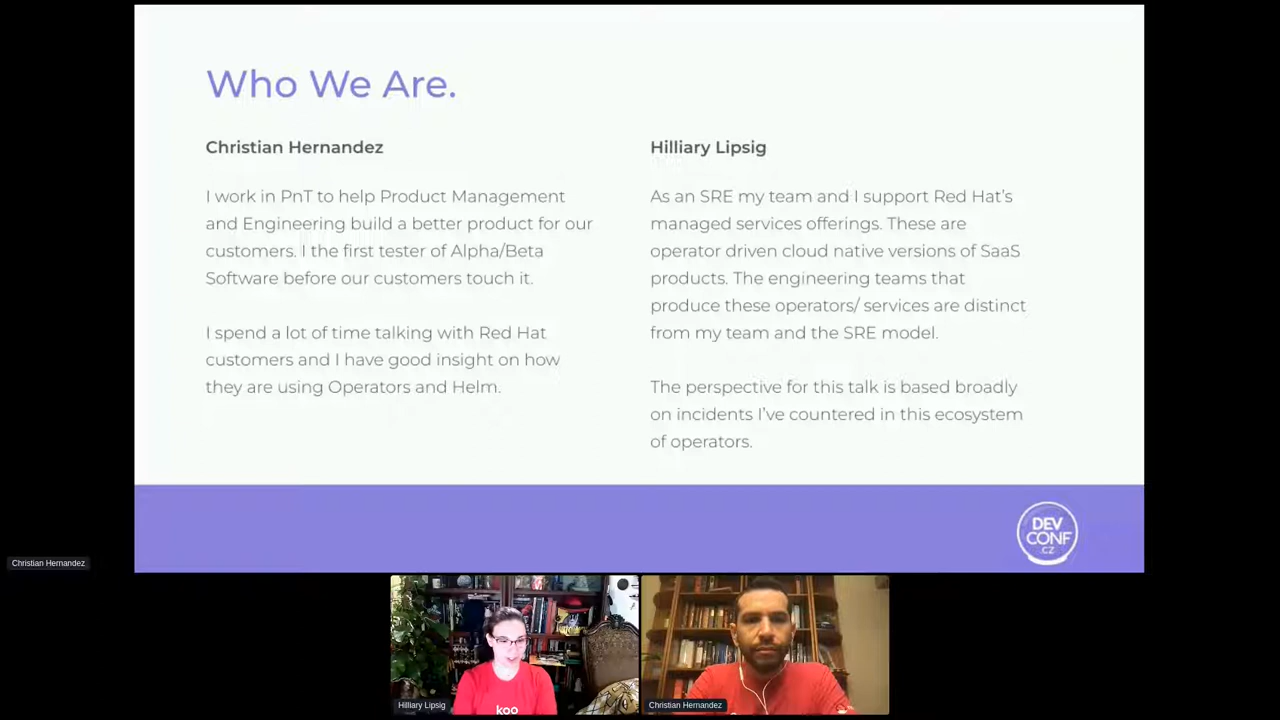 Who We Are.
Christian Hernandez
I work in PnT to help Product Management
and Engineering build a better product for our
customers. I the first tester of Alpha/Beta
Software before our customers touch it.
I spend a lot of time talking with Red Hat
customers and I have good insight on how
they are using Operators and Helm.
Hilliary Lipsig
As an SRE my team and I support Red Hat's
managed services offerings. These are
operator driven cloud native versions of SaaS
products. The engineering teams that
produce these operators/ services are distinct
from my team and the SRE model.
The perspective for this talk is based broadly
on incidents I've countered in this ecosystem
of operators.
DEV
CONF
.CZ
Christian Hernandez
koo
Hilliary Lipsig
Christian Hernandez